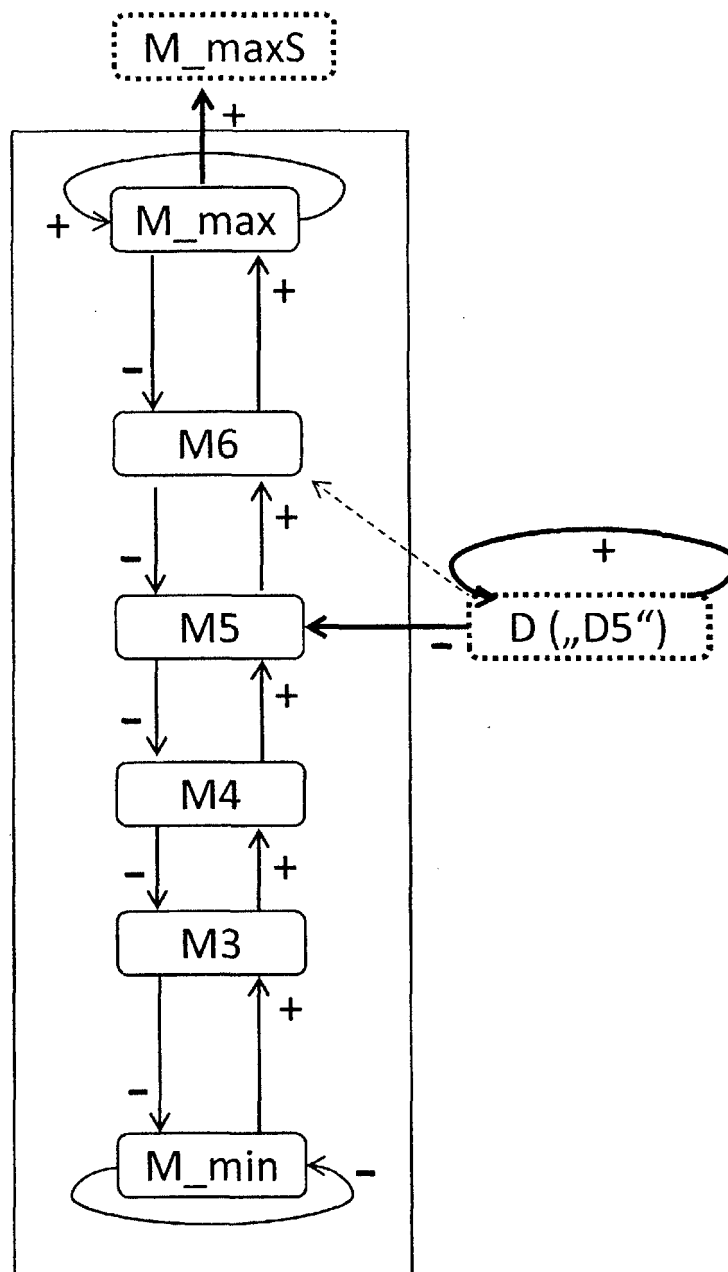 M_maxS
+
+
M_max
+
-
M6
+
-
+
M5
-
D („D5“)
-
+
M4
-
+
M3
+
-
M_min
-